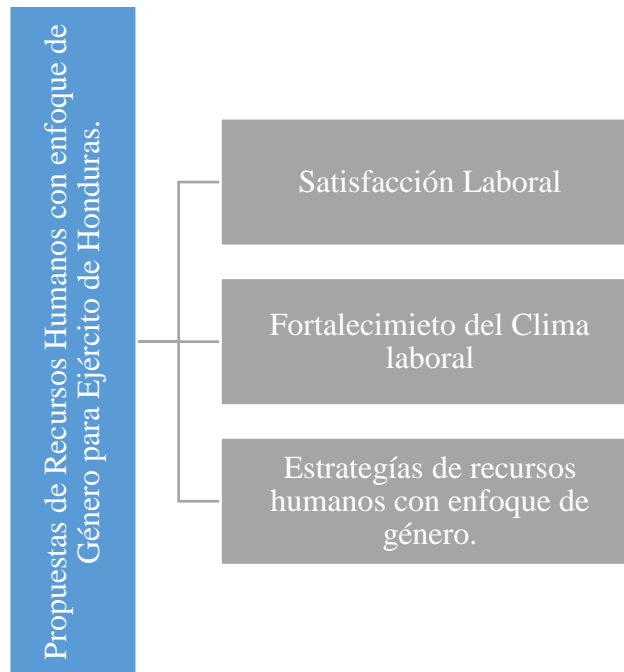 Propuestas de Recursos Humanos con enfoque de
Género para Ejército de Honduras.
Satisfacción Laboral
Fortalecimieto del Clima
laboral
Estrategías de recursos
humanos con enfoque de
género.